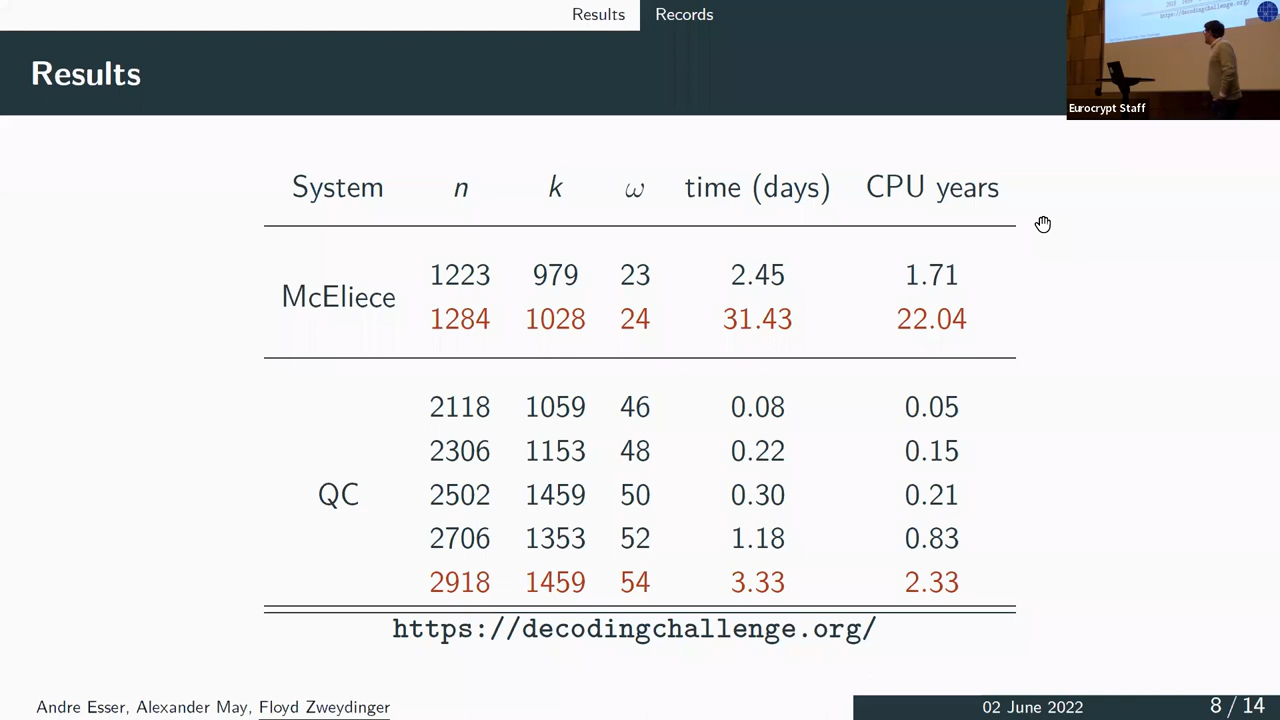 Results Records
Results
https://decodingchallenge.org/
Eurocrypt Staff
System n k ω time (days) CPU years
McEliece
1223 979 23 2.45 1.71
1284 1028 24 31.43 22.04
QC
2118 1059 46 0.08 0.05
2306 1153 48 0.22 0.15
2502 1459 50 0.30 0.21
2706 1353 52 1.18 0.83
2918 1459 54 3.33 2.33
https://decodingchallenge.org/
Andre Esser, Alexander May, Floyd Zweydinger
02 June 2022
8 / 14